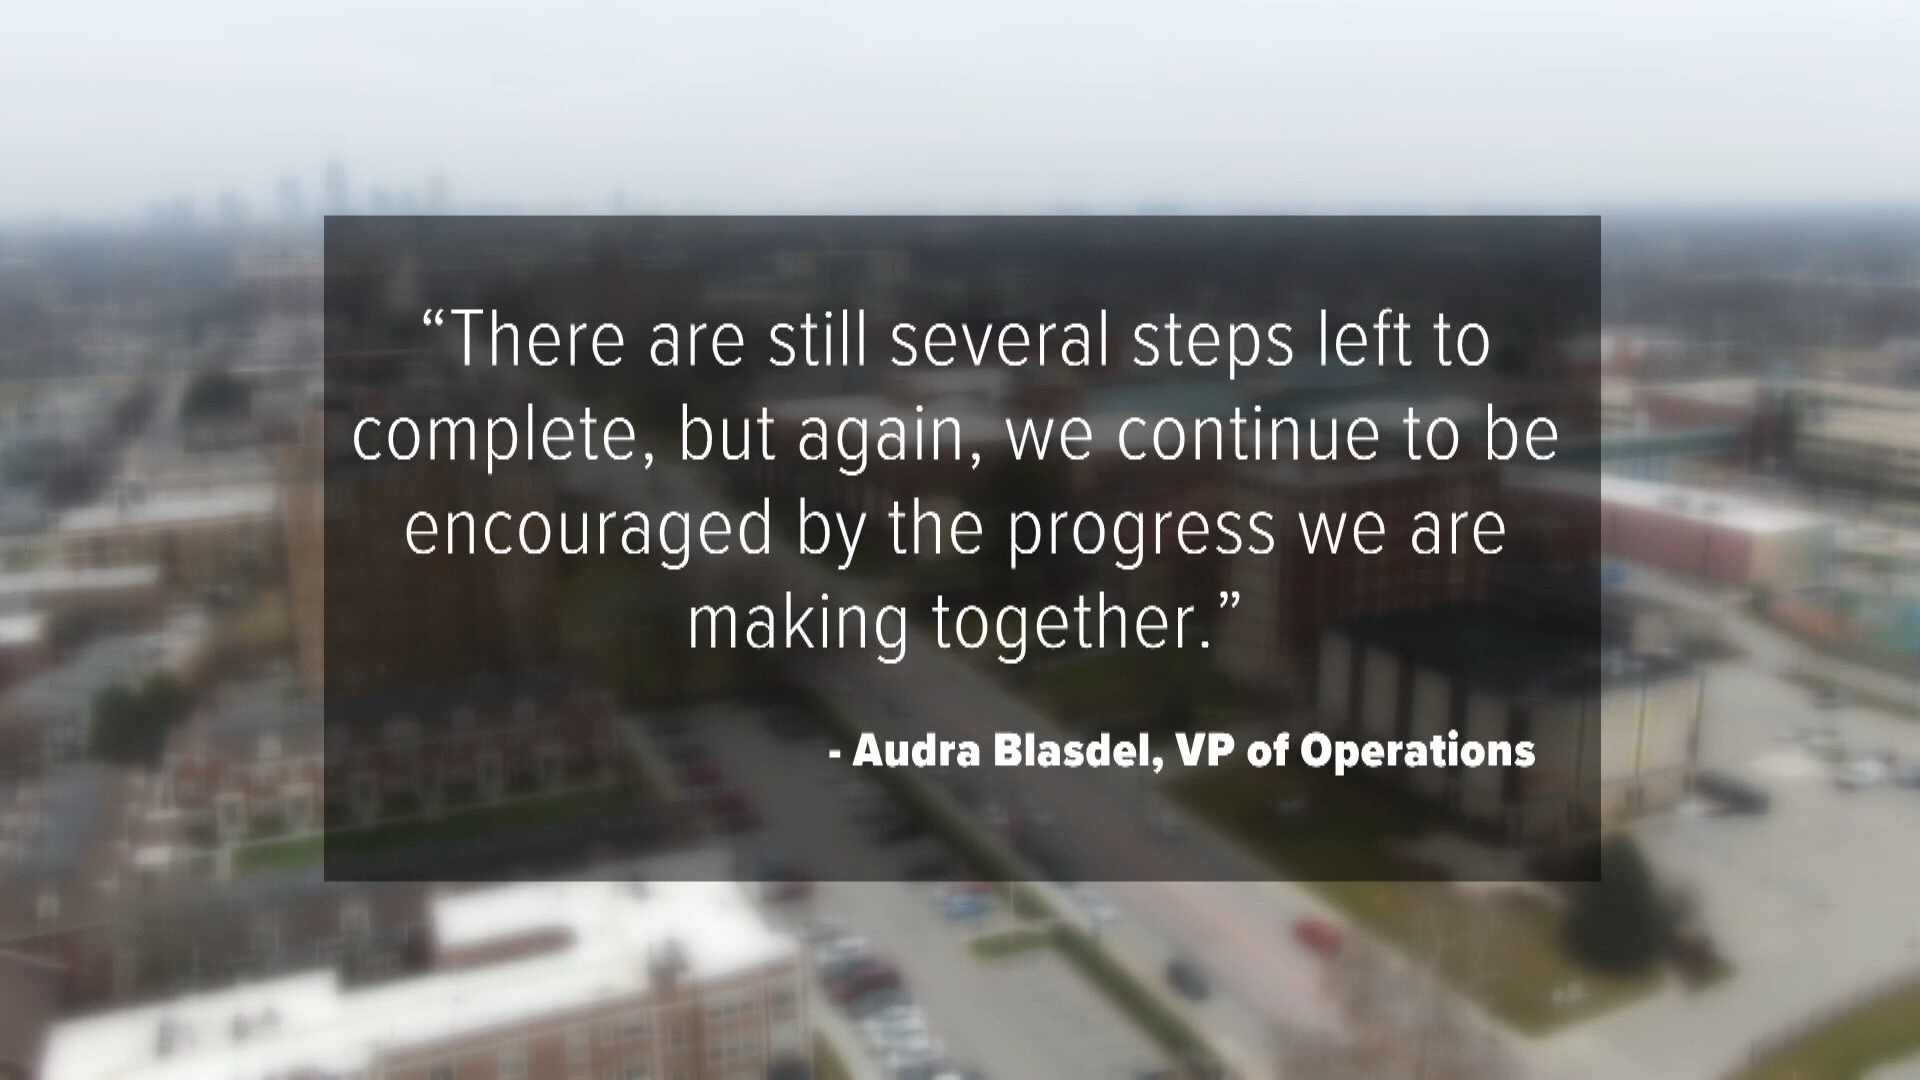 “There are still several steps left to
complete, but again, we continue to be
encouraged by the progress we are
making together.”
- Audra Blasdel, VP of Operations